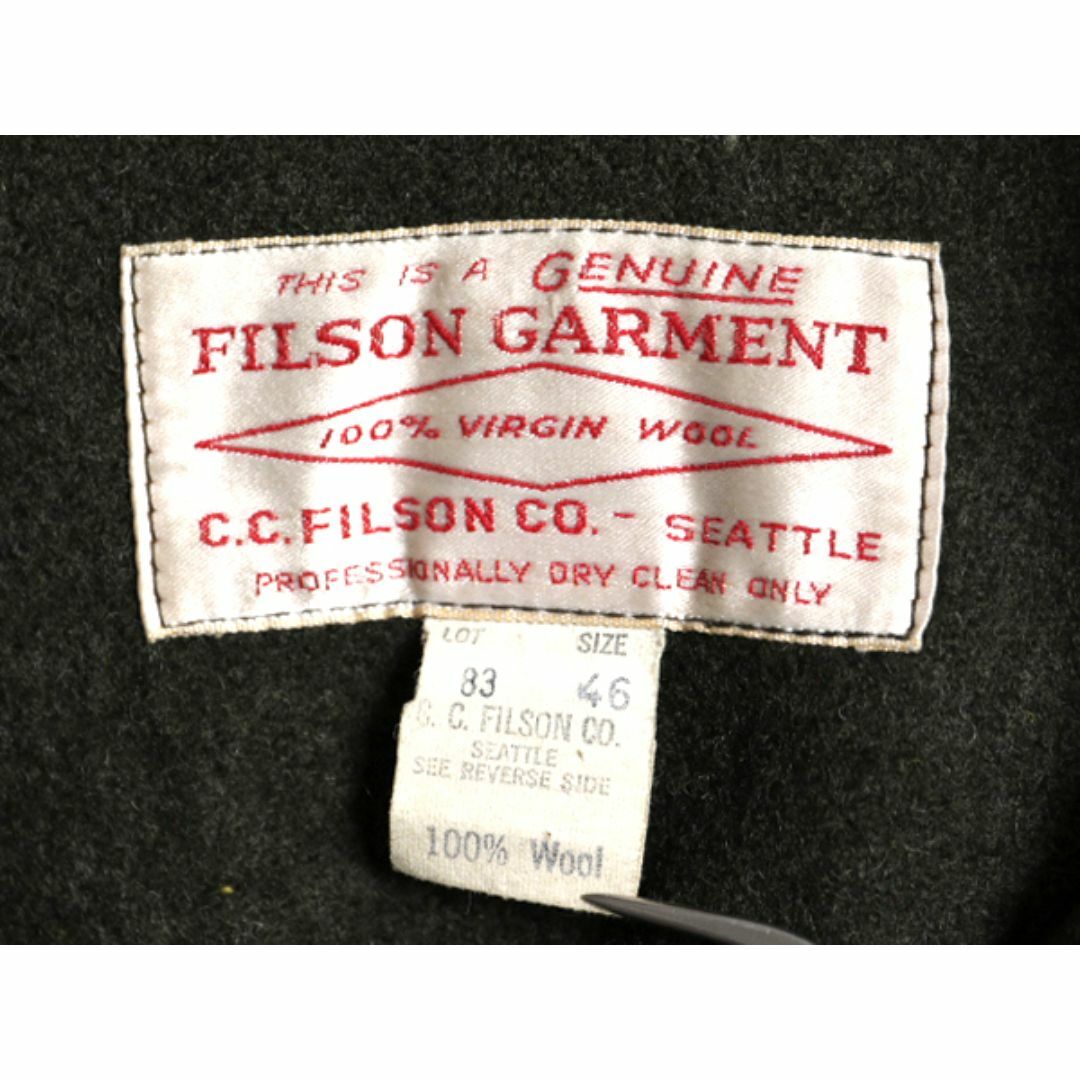 THIS IS A GENUINE
FILSON GARMENT
100% VIRGIN WOOL
C.C. FILSON CO. - SEATTLE
PROFESSIONALLY DRY CLEAN ONLY
LOT SIZE
83 46
C. C. FILSON CO.
SEATTLE
SEE REVERSE SIDE
100% Wool